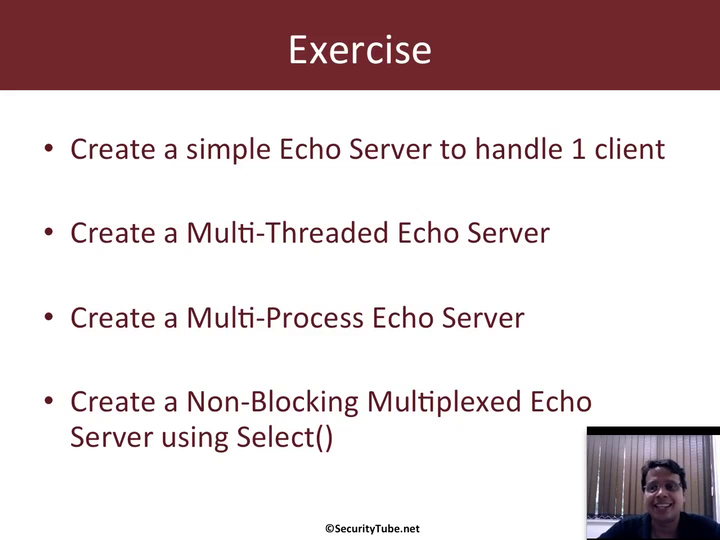 Exercise
• Create a simple Echo Server to handle 1 client
• Create a Multi-Threaded Echo Server
• Create a Multi-Process Echo Server
• Create a Non-Blocking Multiplexed Echo
Server using Select()
©SecurityTube.net